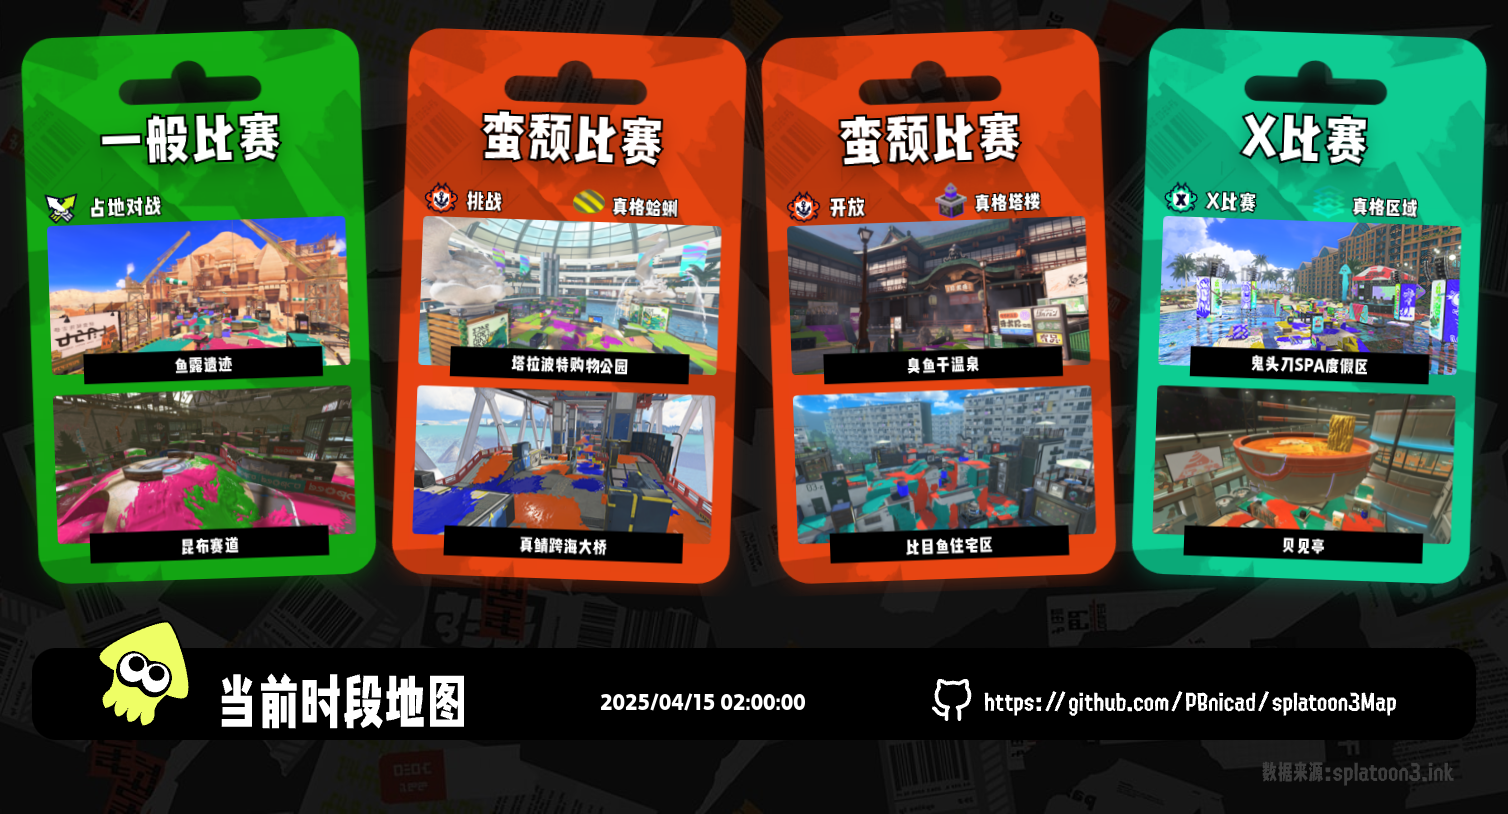 一般比赛
占地对战
鱼露遗迹
昆布赛道
蛮颓比赛
挑战
真格蛤蜊
塔拉波特购物公园
真鲭跨海大桥
蛮颓比赛
开放
真格塔楼
臭鱼干温泉
比目鱼住宅区
X比赛
X比赛
真格区域
鬼头刀SPA度假区
贝见亭
当前时段地图
2025/04/15 02:00:00
https://github.com/PBnicad/splatoon3Map
数据来源:splatoon3.ink